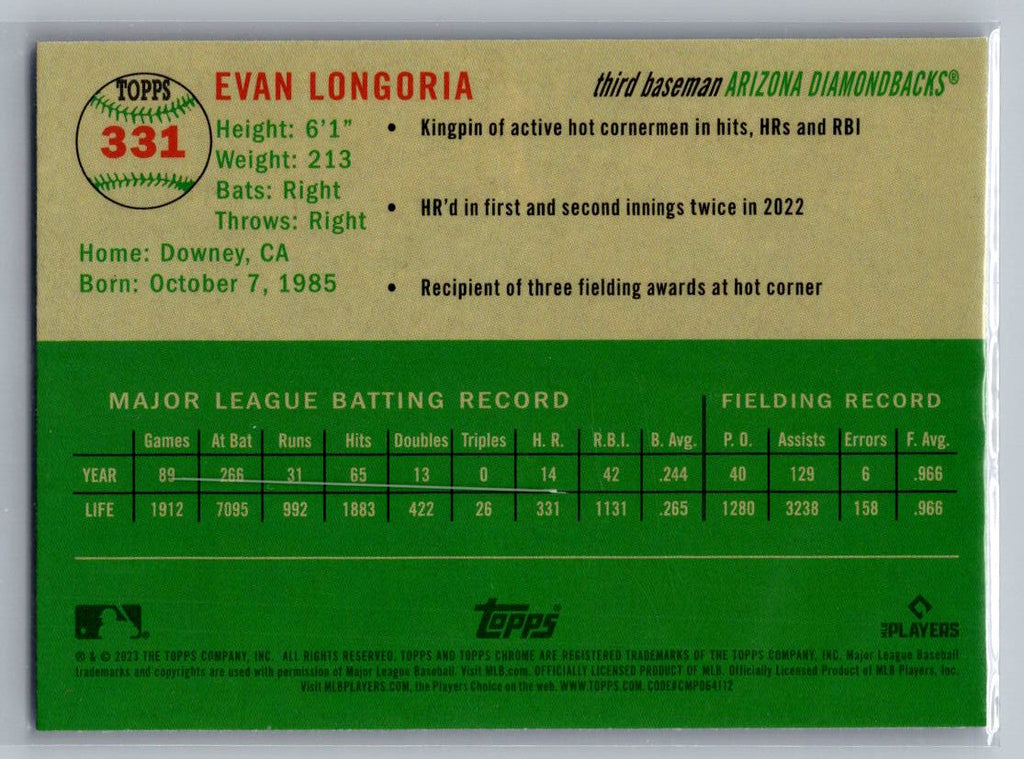 TOPPS
331
EVAN LONGORIA
third baseman ARIZONA DIAMONDBACKS®
Height: 6'1"
Weight: 213
Bats: Right
Throws: Right
Home: Downey, CA
Born: October 7, 1985
• Kingpin of active hot cornermen in hits, HRs and RBI
• HR'd in first and second innings twice in 2022
• Recipient of three fielding awards at hot corner
MAJOR LEAGUE BATTING RECORD FIELDING RECORD
Games At Bat Runs Hits Doubles Triples H. R. R.B.I. B. Avg. P. O. Assists Errors F. Avg.
YEAR 89 266 31 65 13 0 14 42 .244 40 129 6 .966
LIFE 1912 7095 992 1883 422 26 331 1131 .265 1280 3238 158 .966
topps
MLB PLAYERS
® & © 2023 THE TOPPS COMPANY, INC. ALL RIGHTS RESERVED. TOPPS AND TOPPS CHROME ARE REGISTERED TRADEMARKS OF THE TOPPS COMPANY, INC. Major League Baseball
trademarks and copyrights are used with permission of Major League Baseball. Visit MLB.com. OFFICIALLY LICENSED PRODUCT OF MLB. Officially Licensed Product of MLB Players, Inc.
Visit MLBPLAYERS.COM, the Players Choice on the web. WWW.TOPPS.COM. CODE#CMP064112